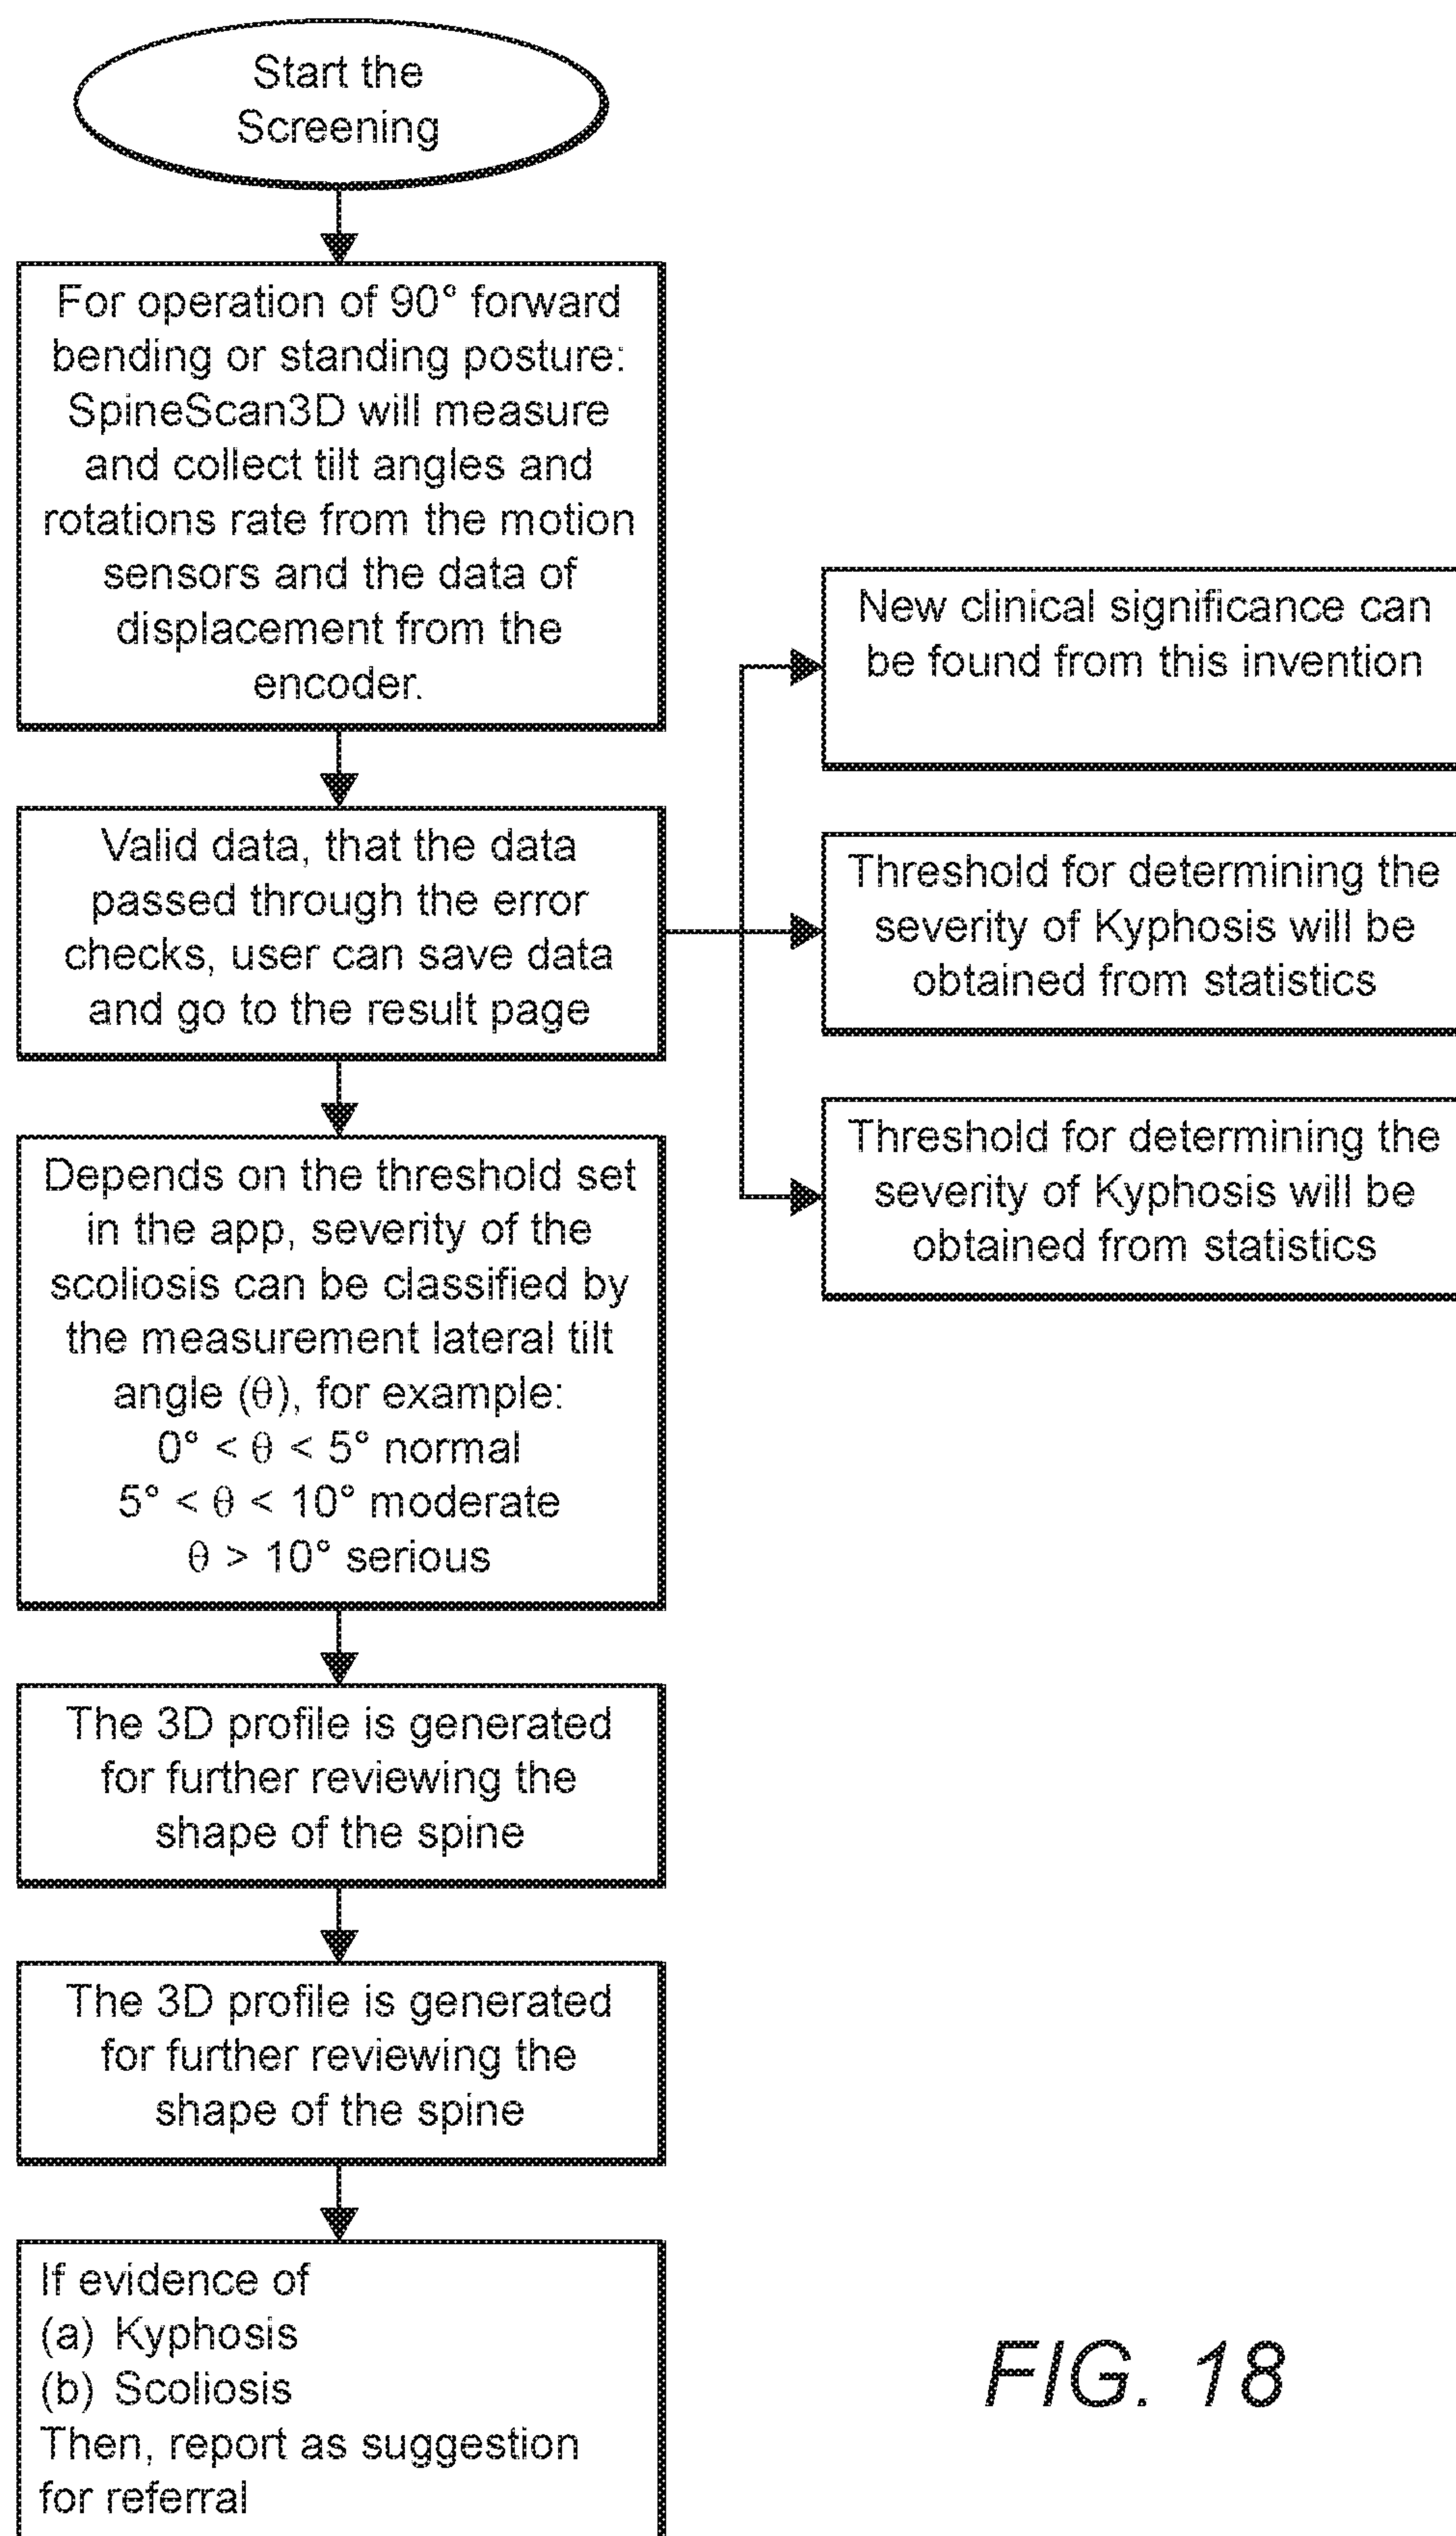 Start the
Screening
For operation of 90° forward
bending or standing posture:
SpineScan3D will measure
and collect tilt angles and
rotations rate from the motion
sensors and the data of
displacement from the
encoder.
Valid data, that the data
passed through the error
checks, user can save data
and go to the result page
New clinical significance can
be found from this invention
Threshold for determining the
severity of Kyphosis will be
obtained from statistics
Threshold for determining the
severity of Kyphosis will be
obtained from statistics
Depends on the threshold set
in the app, severity of the
scoliosis can be classified by
the measurement lateral tilt
angle (θ), for example:
0° < θ < 5° normal
5° < θ < 10° moderate
θ > 10° serious
The 3D profile is generated
for further reviewing the
shape of the spine
The 3D profile is generated
for further reviewing the
shape of the spine
If evidence of
(a) Kyphosis
(b) Scoliosis
Then, report as suggestion
for referral
FIG. 18